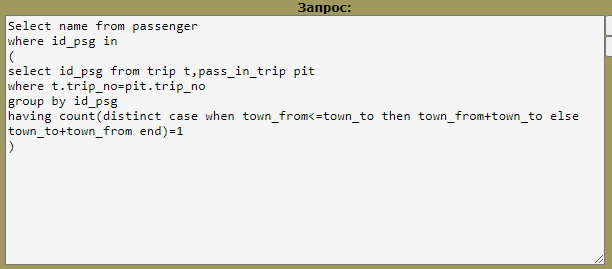 Запрос:
Select name from passenger
where id_psg in
(
select id_psg from trip t,pass_in_trip pit
where t.trip_no=pit.trip_no
group by id_psg
having count(distinct case when town_from<=town_to then town_from+town_to else
town_to+town_from end)=1
)